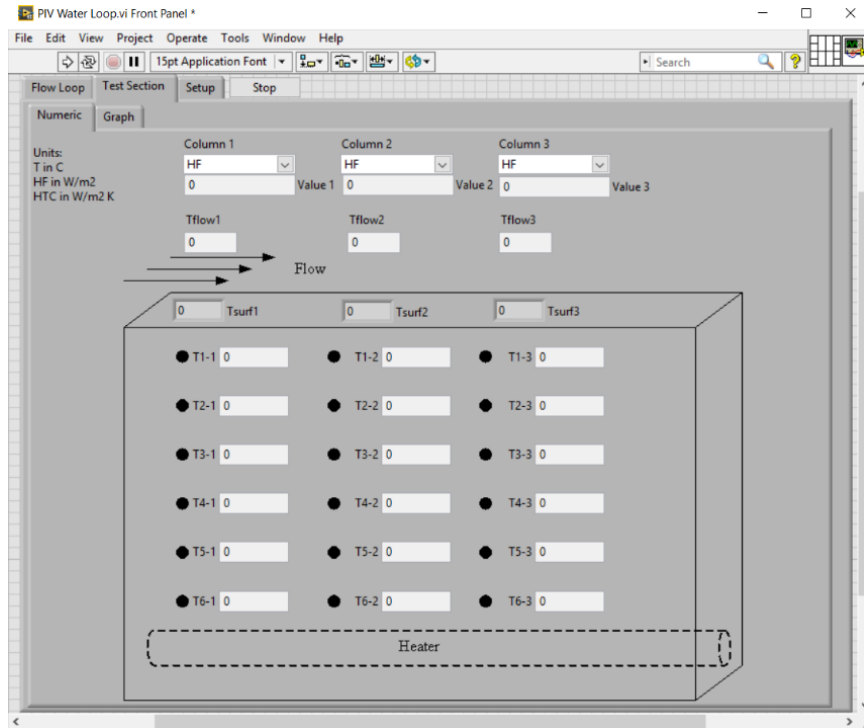 PIV Water Loop.vi Front Panel *
File Edit View Project Operate Tools Window Help
15pt Application Font
Search
Flow Loop Test Section Setup Stop
Numeric Graph
Units:
T in C
HF in W/m2
HTC in W/m2 K
Column 1 Column 2 Column 3
HF HF HF
0 Value 1 0 Value 2 0 Value 3
Tflow1 Tflow2 Tflow3
0 0 0
Flow
0 Tsurf1 0 Tsurf2 0 Tsurf3
T1-1 0 T1-2 0 T1-3 0
T2-1 0 T2-2 0 T2-3 0
T3-1 0 T3-2 0 T3-3 0
T4-1 0 T4-2 0 T4-3 0
T5-1 0 T5-2 0 T5-3 0
T6-1 0 T6-2 0 T6-3 0
Heater